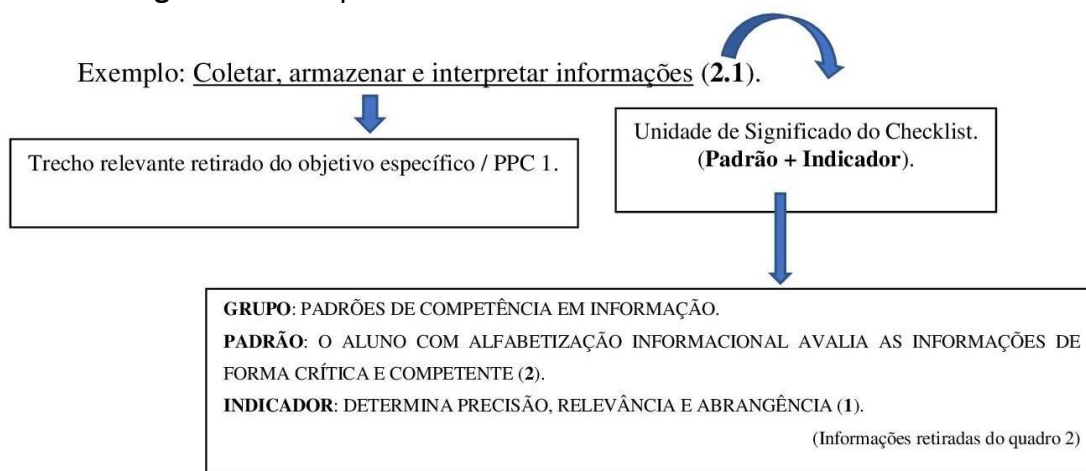 Exemplo: Coletar, armazenar e interpretar informações (2.1).
Trecho relevante retirado do objetivo específico / PPC 1.
Unidade de Significado do Checklist.
(Padrão + Indicador).
GRUPO: PADRÕES DE COMPETÊNCIA EM INFORMAÇÃO.
PADRÃO: O ALUNO COM ALFABETIZAÇÃO INFORMACIONAL AVALIA AS INFORMAÇÕES DE
FORMA CRÍTICA E COMPETENTE (2).
INDICADOR: DETERMINA PRECISÃO, RELEVÂNCIA E ABRANGÊNCIA (1).
(Informações retiradas do quadro 2)